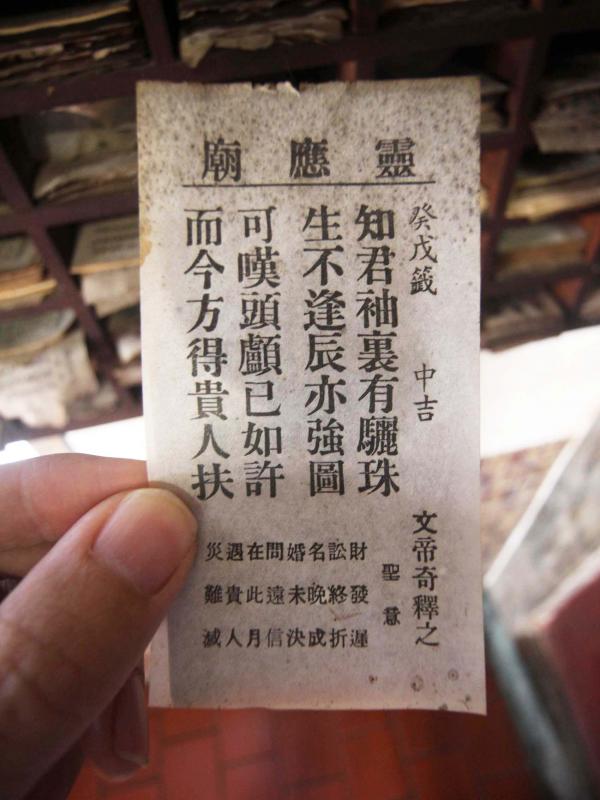 靈應廟
癸戊籤 中吉 文帝奇釋之
知君袖裏有驪珠
生不逢辰亦強圖
可嘆頭顱已如許
而今方得貴人扶
聖意
財發遲
訟終折
名晚成
婚未決
問遠信
在此月
遇貴人
災難滅